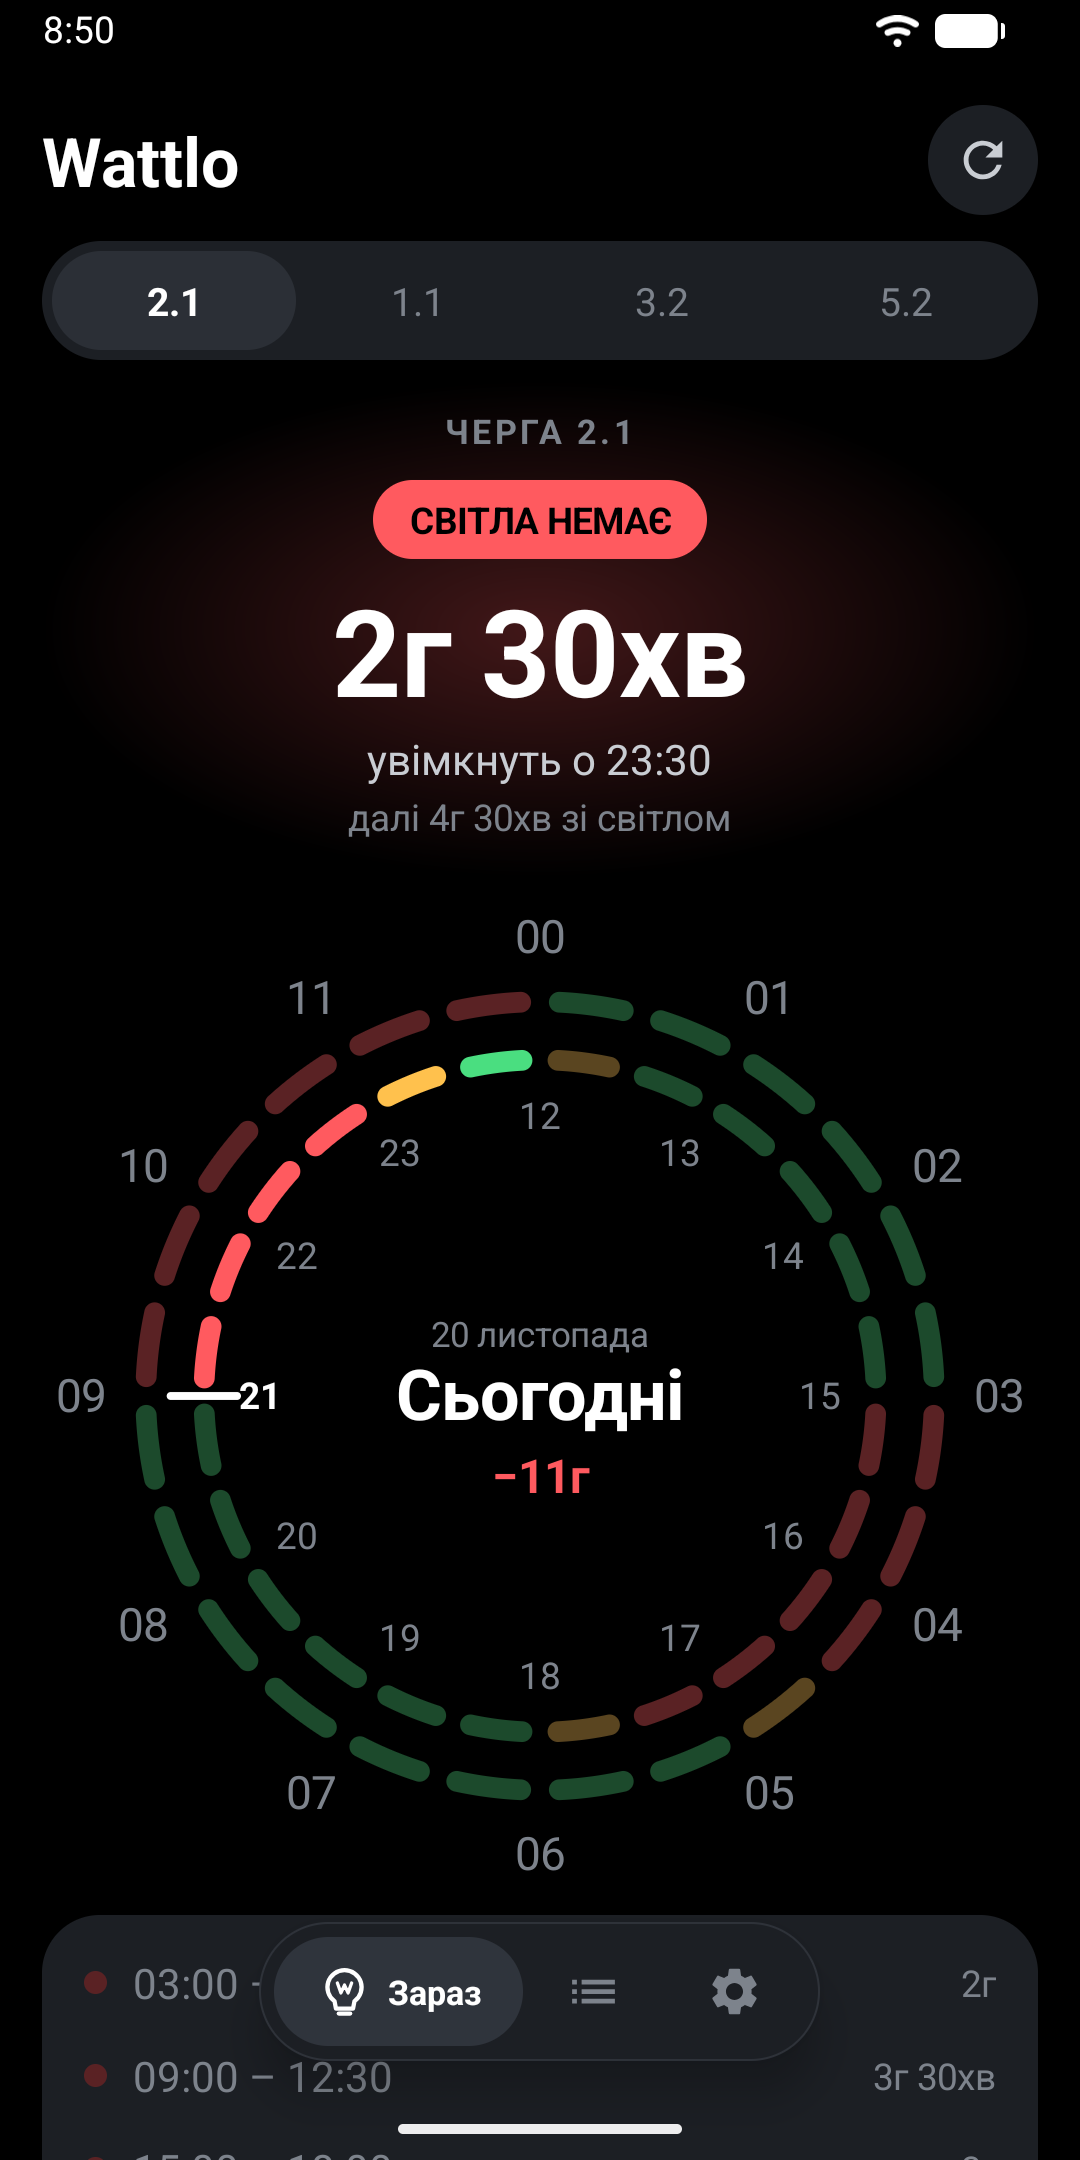 8:50
Wattlo
2.1 1.1 3.2 5.2
ЧЕРГА 2.1
СВІТЛА НЕМАЄ
2г 30хв
увімкнуть о 23:30
далі 4г 30хв зі світлом
00
11 01
12
23 13
10 02
22 14
20 листопада
09 21 Сьогодні 15 03
−11г
20 16
08 04
19 17
18
07 05
06
03:00 2г
Зараз
09:00 – 12:30 3г 30хв